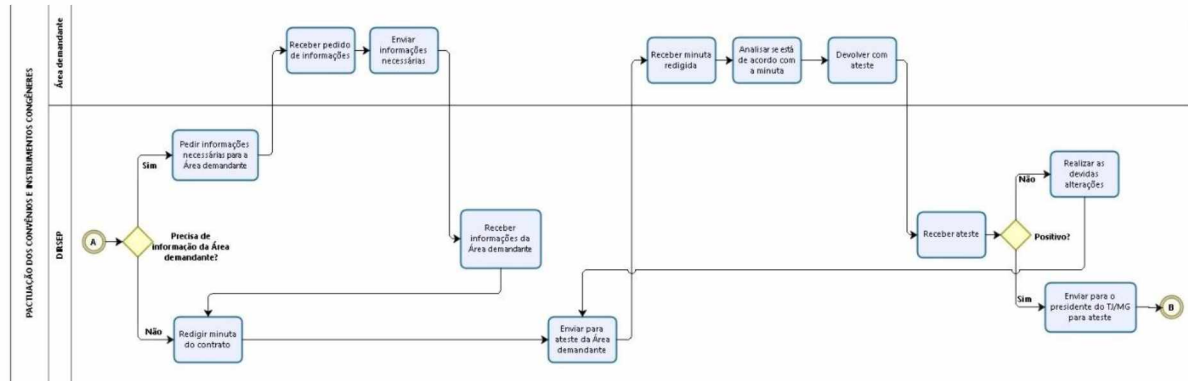 PACTUAÇÃO DOS CONVÊNIOS E INSTRUMENTOS CONGÊNERES
Área demandante
Receber pedido
de informações
Enviar
informações
necessárias
Receber minuta
redigida
Analisar se está
de acordo com
a minuta
Devolver com
ateste
DIRSEP
A
Precisa de
informação da Área
demandante?
Sim
Pedir informações
necessárias para a
Área demandante
Não
Redigir minuta
do contrato
Receber
informações da
Área demandante
Enviar para
ateste da Área
demandante
Receber ateste
Positivo?
Não
Realizar as
devidas
alterações
Sim
Enviar para o
presidente do TJ/MG
para ateste
B